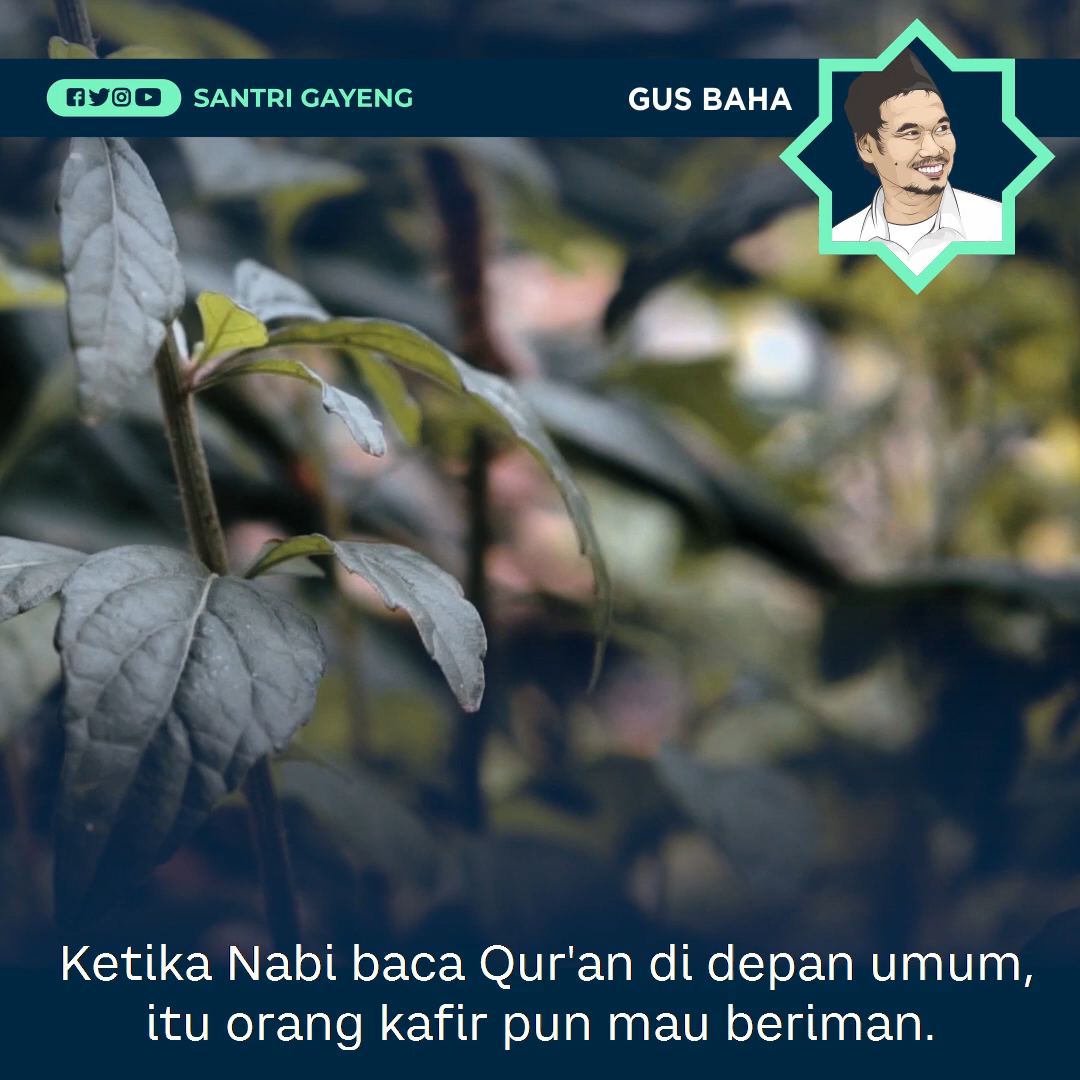 SANTRI GAYENG
GUS BAHA
Ketika Nabi baca Qur'an di depan umum,
itu orang kafir pun mau beriman.